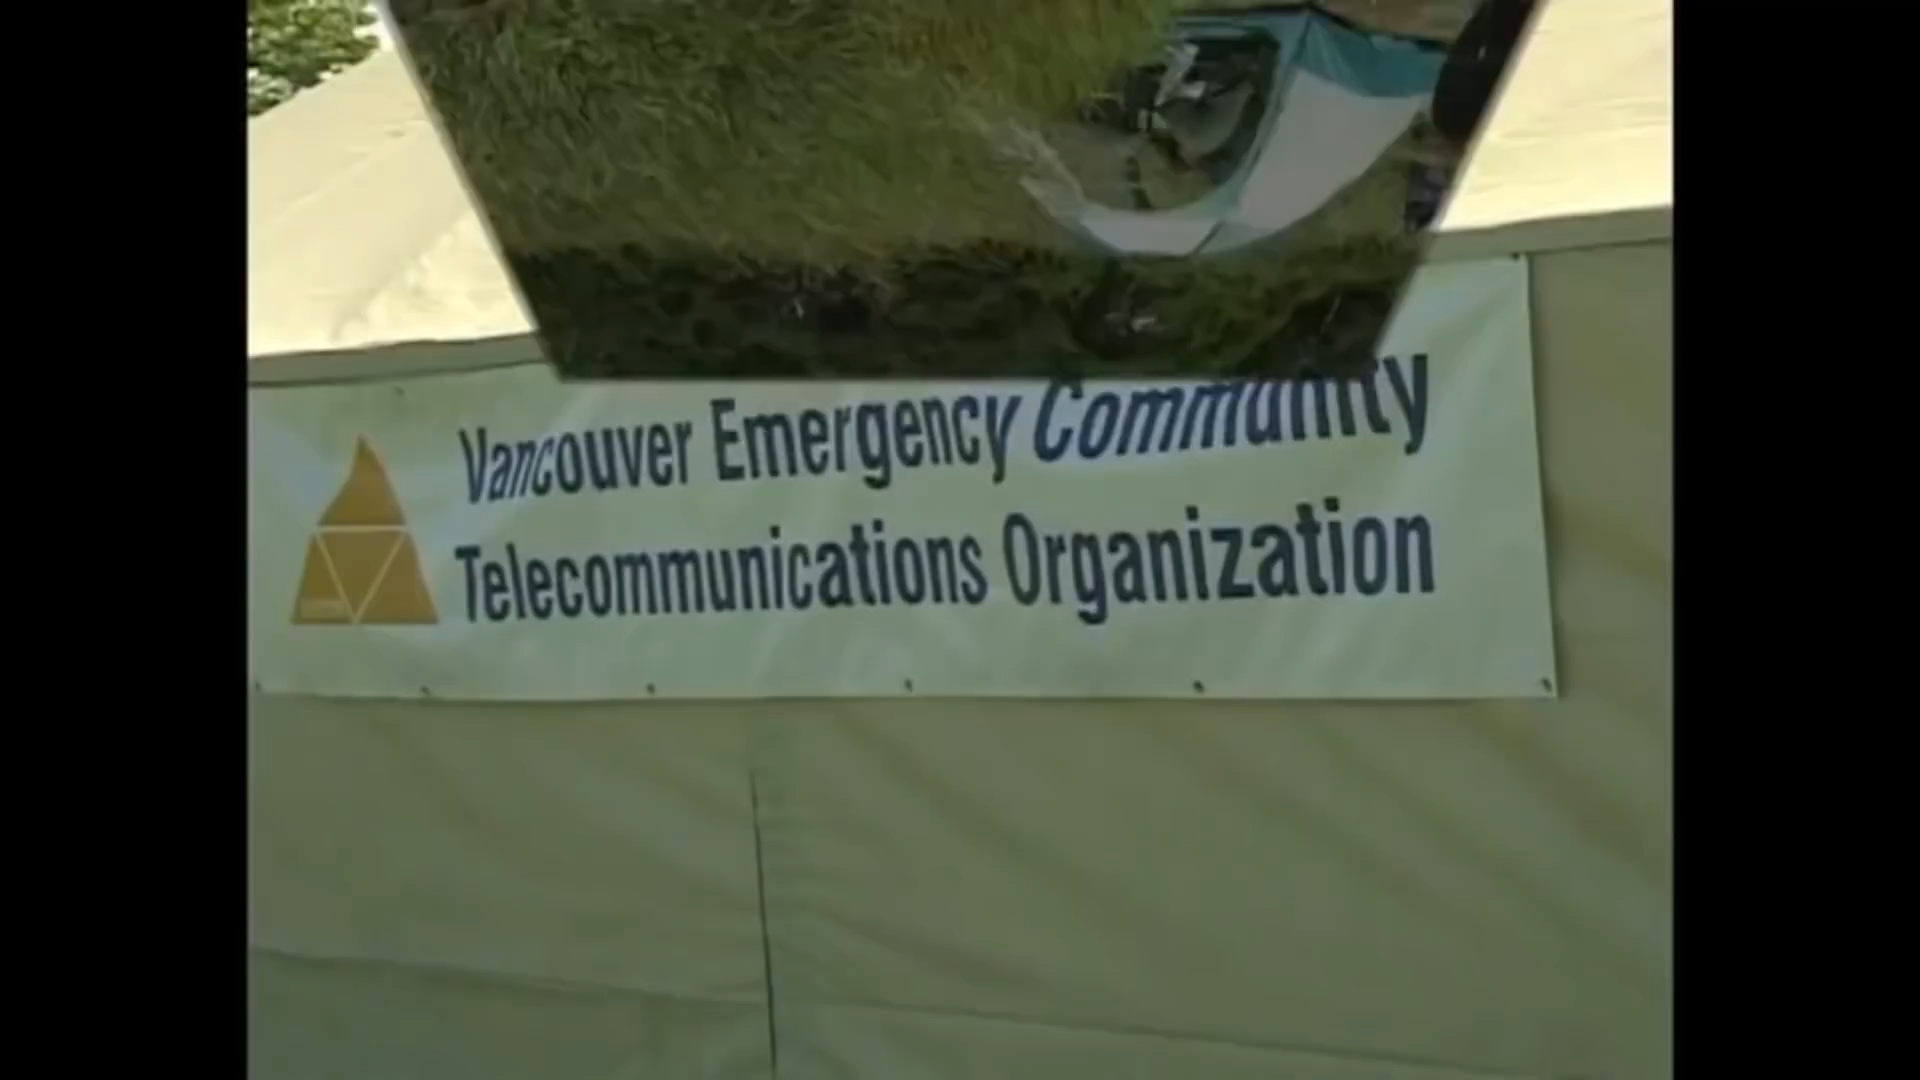 Vancouver Emergency Community
Telecommunications Organization